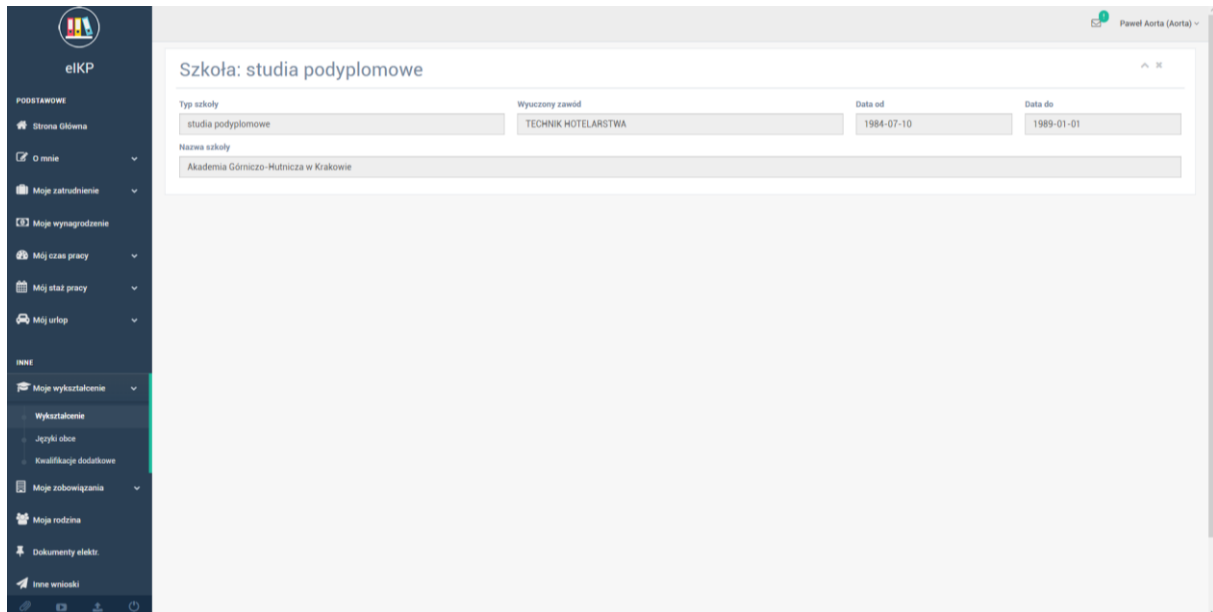 1
Paweł Aorta (Aorta)
eIKP
PODSTAWOWE
Strona Główna
O mnie
Moje zatrudnienie
Moje wynagrodzenie
Mój czas pracy
Mój staż pracy
Mój urlop
INNE
Moje wykształcenie
Wykształcenie
Języki obce
Kwalifikacje dodatkowe
Moje zobowiązania
Moja rodzina
Dokumenty elektr.
Inne wnioski
Szkoła: studia podyplomowe
Typ szkoły Wyuczony zawód Data od Data do
studia podyplomowe TECHNIK HOTELARSTWA 1984-07-10 1989-01-01
Nazwa szkoły
Akademia Górniczo-Hutnicza w Krakowie